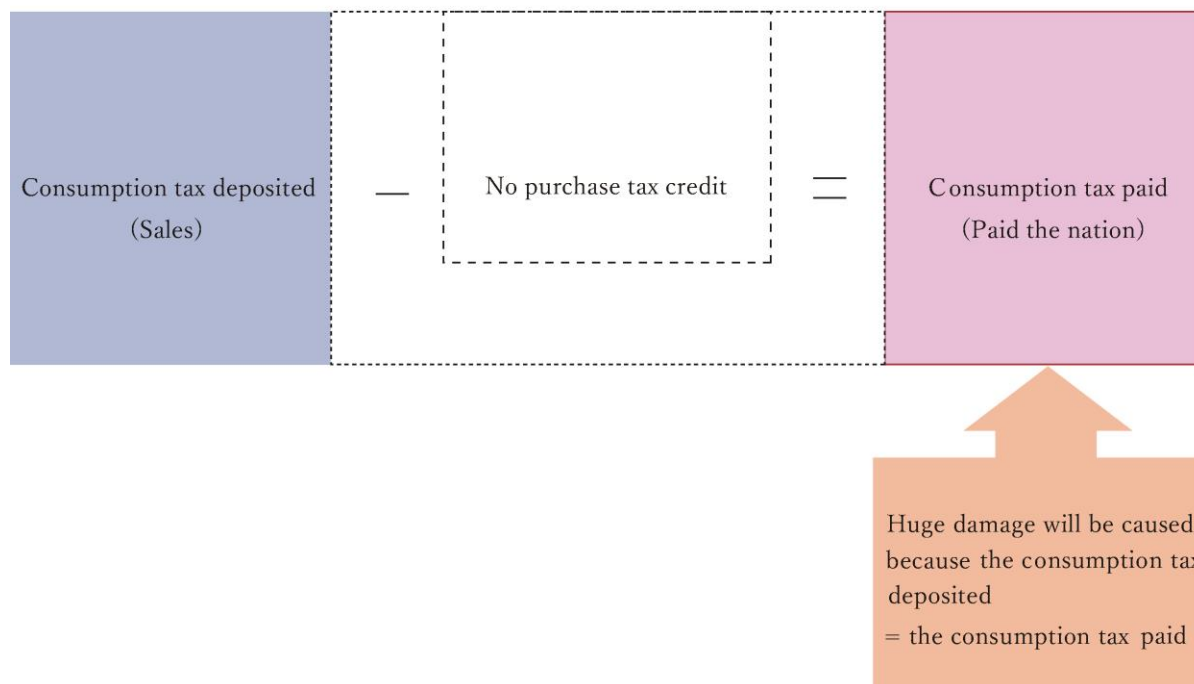 Consumption tax deposited
(Sales)
—
No purchase tax credit
=
Consumption tax paid
(Paid the nation)
Huge damage will be caused
because the consumption tax
deposited
= the consumption tax paid